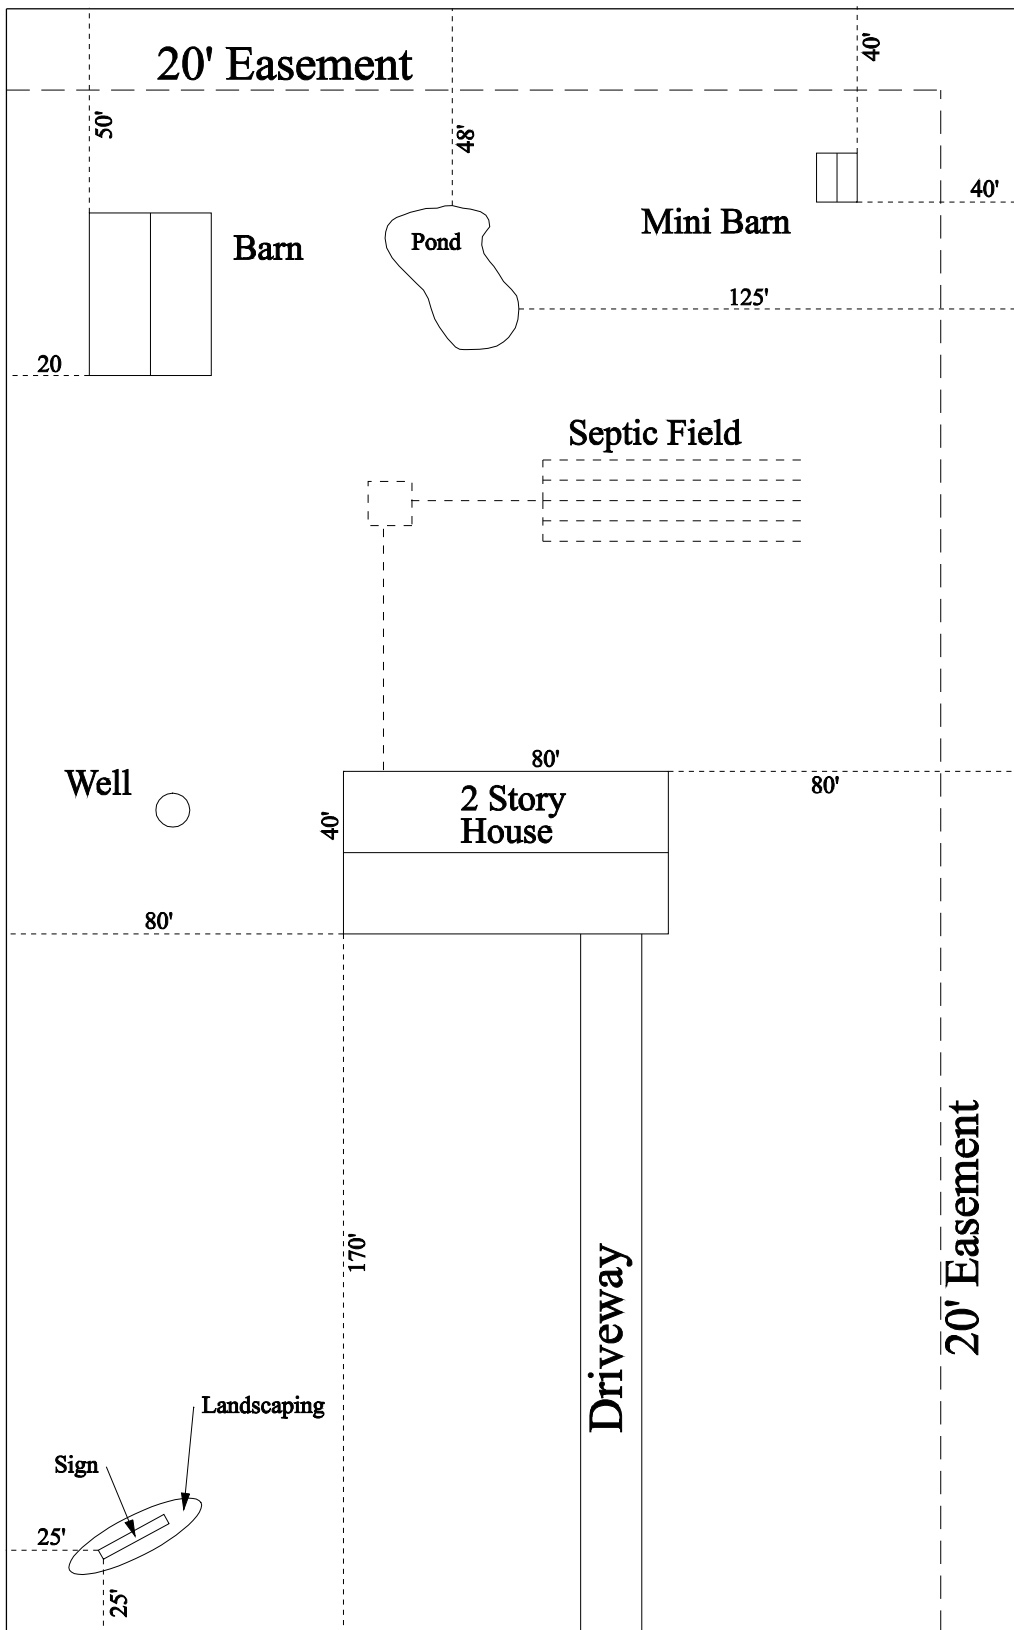 40'
20' Easement
50'
48'
40'
Mini Barn
Pond
Barn
125'
20
Septic Field
80'
Well
80'
2 Story
House
40'
80'
20' Easement
170'
Driveway
Landscaping
Sign
25'
25'